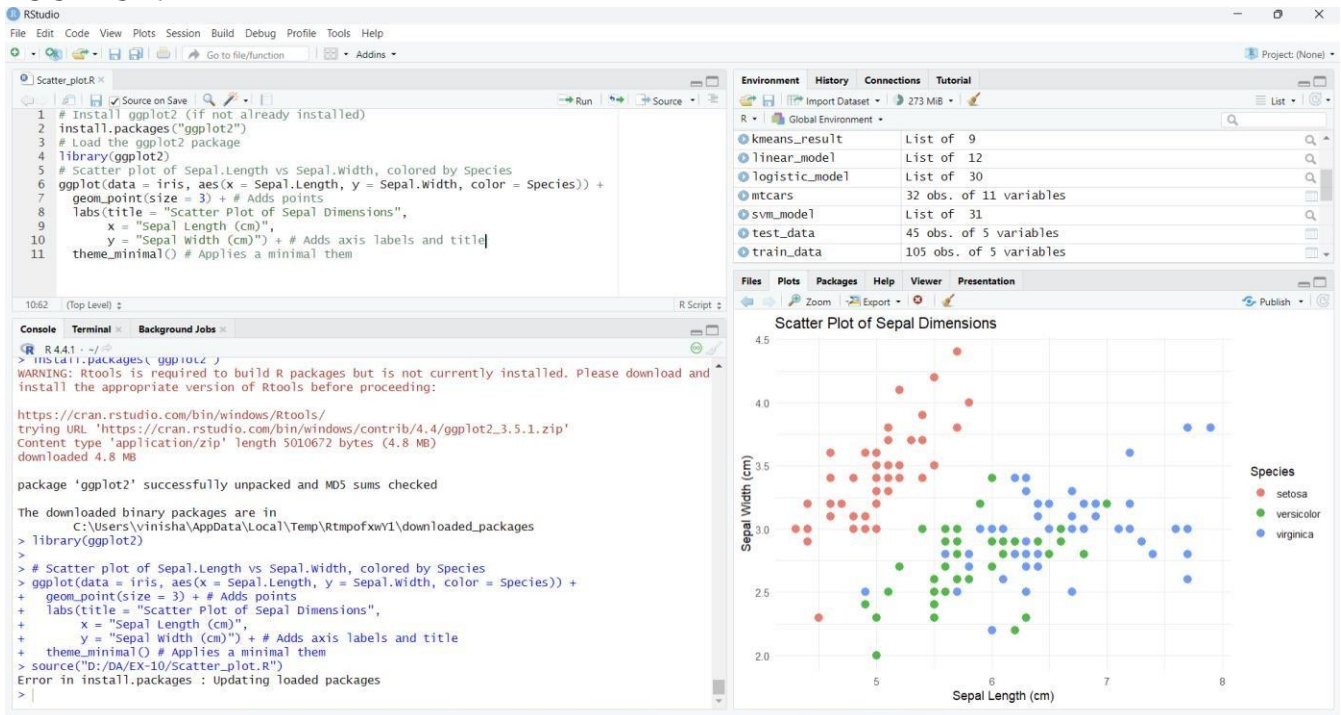 RStudio
File Edit Code View Plots Session Build Debug Profile Tools Help
Go to file/function Addins
Project: (None)
Scatter_plot.R
Source on Save Run Source
1 # Install ggplot2 (if not already installed)
2 install.packages("ggplot2")
3 # Load the ggplot2 package
4 library(ggplot2)
5 # Scatter plot of Sepal.Length vs Sepal.Width, colored by Species
6 ggplot(data = iris, aes(x = Sepal.Length, y = Sepal.Width, color = Species)) +
7 geom_point(size = 3) + # Adds points
8 labs(title = "Scatter Plot of Sepal Dimensions",
9 x = "Sepal Length (cm)",
10 y = "Sepal Width (cm)") + # Adds axis labels and title
11 theme_minimal() # Applies a minimal them
10:62 (Top Level) R Script
Console Terminal Background Jobs
R 4.4.1 · ~/
> install.packages("ggplot2")
WARNING: Rtools is required to build R packages but is not currently installed. Please download and
install the appropriate version of Rtools before proceeding:
https://cran.rstudio.com/bin/windows/Rtools/
trying URL 'https://cran.rstudio.com/bin/windows/contrib/4.4/ggplot2_3.5.1.zip'
Content type 'application/zip' length 5010672 bytes (4.8 MB)
downloaded 4.8 MB
package 'ggplot2' successfully unpacked and MD5 sums checked
The downloaded binary packages are in
C:\Users\vinisha\AppData\Local\Temp\RtmpofxwY1\downloaded_packages
> library(ggplot2)
>
> # Scatter plot of Sepal.Length vs Sepal.Width, colored by Species
> ggplot(data = iris, aes(x = Sepal.Length, y = Sepal.Width, color = Species)) +
+ geom_point(size = 3) + # Adds points
+ labs(title = "Scatter Plot of Sepal Dimensions",
+ x = "Sepal Length (cm)",
+ y = "Sepal Width (cm)") + # Adds axis labels and title
+ theme_minimal() # Applies a minimal them
> source("D:/DA/EX-10/Scatter_plot.R")
Error in install.packages : Updating loaded packages
>
Environment History Connections Tutorial
Import Dataset 273 MiB List
R Global Environment
kmeans_result List of 9
linear_model List of 12
logistic_model List of 30
mtcars 32 obs. of 11 variables
svm_model List of 31
test_data 45 obs. of 5 variables
train_data 105 obs. of 5 variables
Files Plots Packages Help Viewer Presentation
Zoom Export Publish
Scatter Plot of Sepal Dimensions
4.5
4.0
3.5
3.0
2.5
2.0
Sepal Width (cm)
5 6 7 8
Sepal Length (cm)
Species
setosa
versicolor
virginica